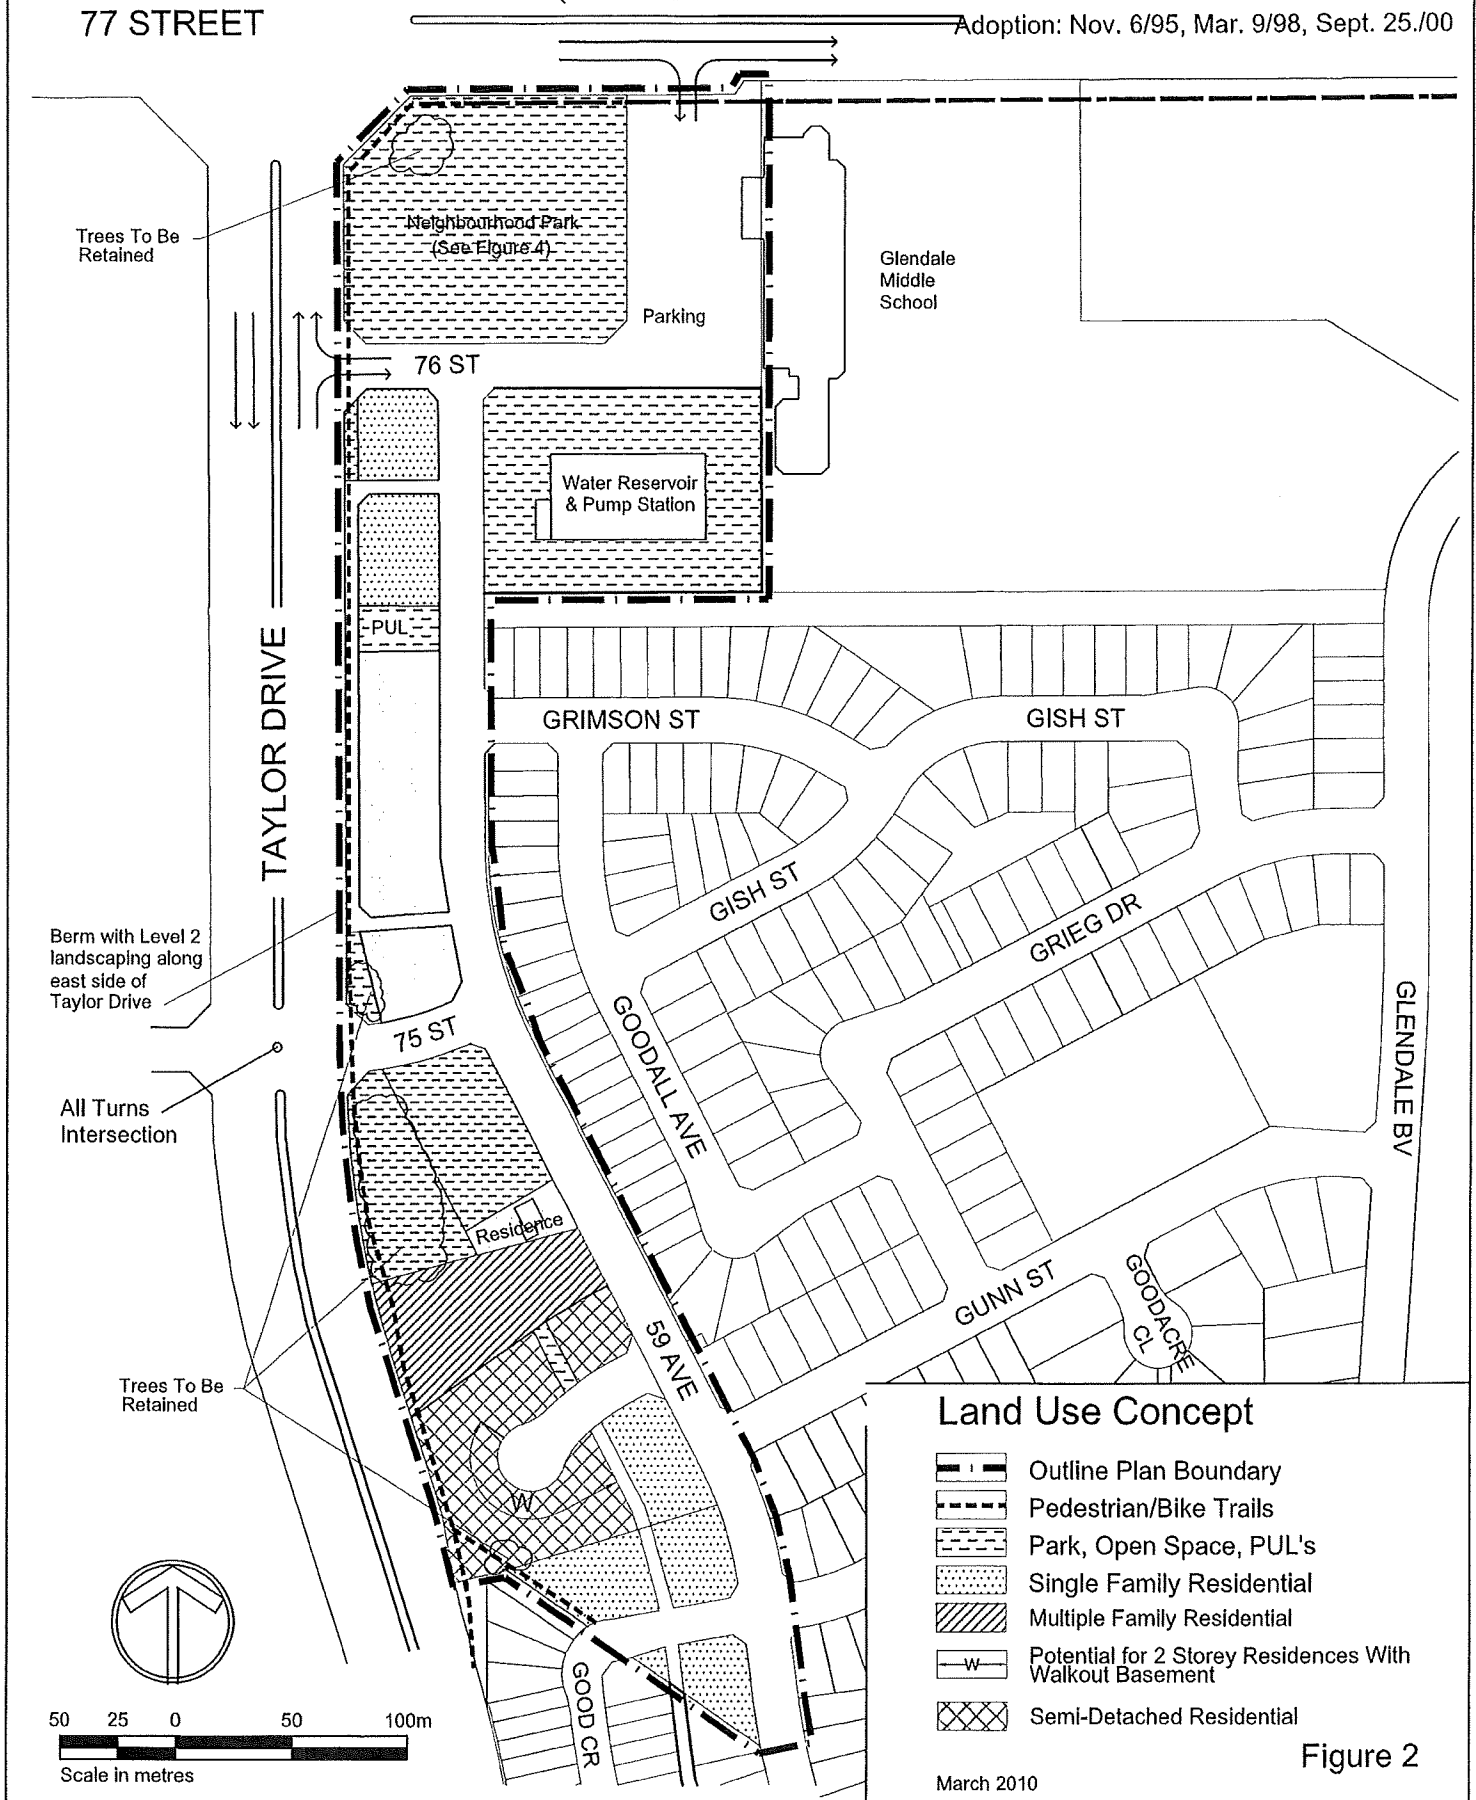 77 STREET
Adoption: Nov. 6/95, Mar. 9/98, Sept. 25./00
Trees To Be
Retained
Neighbourhood Park
(See Figure 4)
Glendale
Middle
School
Parking
76 ST
Water Reservoir
& Pump Station
PUL
TAYLOR DRIVE
GRIMSON ST
GISH ST
GISH ST
GRIEG DR
Berm with Level 2
landscaping along
east side of
Taylor Drive
75 ST
GOODALL AVE
GLENDALE BV
All Turns
Intersection
Residence
GUNN ST
GOODACRE
CL
59 AVE
Trees To Be
Retained
W
GOOD CR
Land Use Concept
Outline Plan Boundary
Pedestrian/Bike Trails
Park, Open Space, PUL's
Single Family Residential
Multiple Family Residential
W
Potential for 2 Storey Residences With
Walkout Basement
Semi-Detached Residential
50 25 0 50 100m
Scale in metres
Figure 2
March 2010